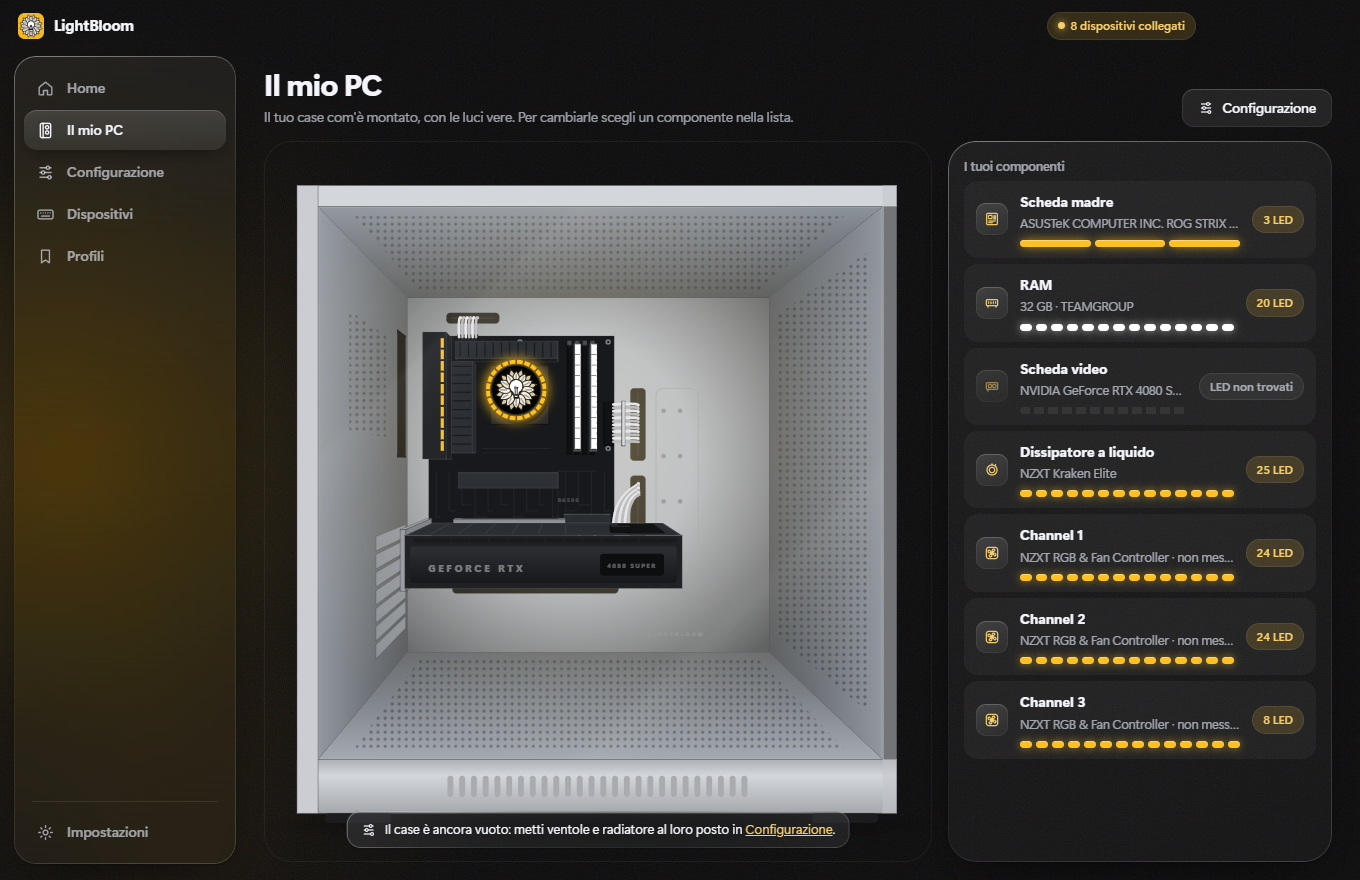 LightBloom
8 dispositivi collegati
Home
Il mio PC
Configurazione
Dispositivi
Profili
Impostazioni
Il mio PC
Il tuo case com'è montato, con le luci vere. Per cambiarle scegli un componente nella lista.
Configurazione
GEFORCE RTX
4080 SUPER
Il case è ancora vuoto: metti ventole e radiatore al loro posto in Configurazione.
I tuoi componenti
Scheda madre
ASUSTeK COMPUTER INC. ROG STRIX ...
3 LED
RAM
32 GB · TEAMGROUP
20 LED
Scheda video
NVIDIA GeForce RTX 4080 S...
LED non trovati
Dissipatore a liquido
NZXT Kraken Elite
25 LED
Channel 1
NZXT RGB & Fan Controller · non mes...
24 LED
Channel 2
NZXT RGB & Fan Controller · non mes...
24 LED
Channel 3
NZXT RGB & Fan Controller · non mess...
8 LED